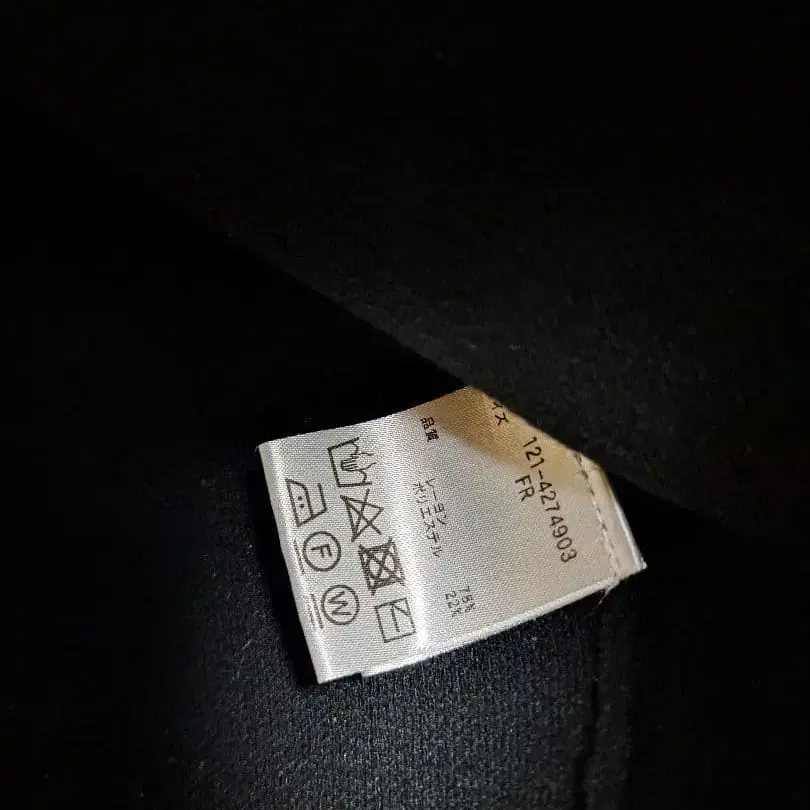 イズ
121-4274903
FR
品質
レーヨン 78%
ポリエステル 22%
F
W